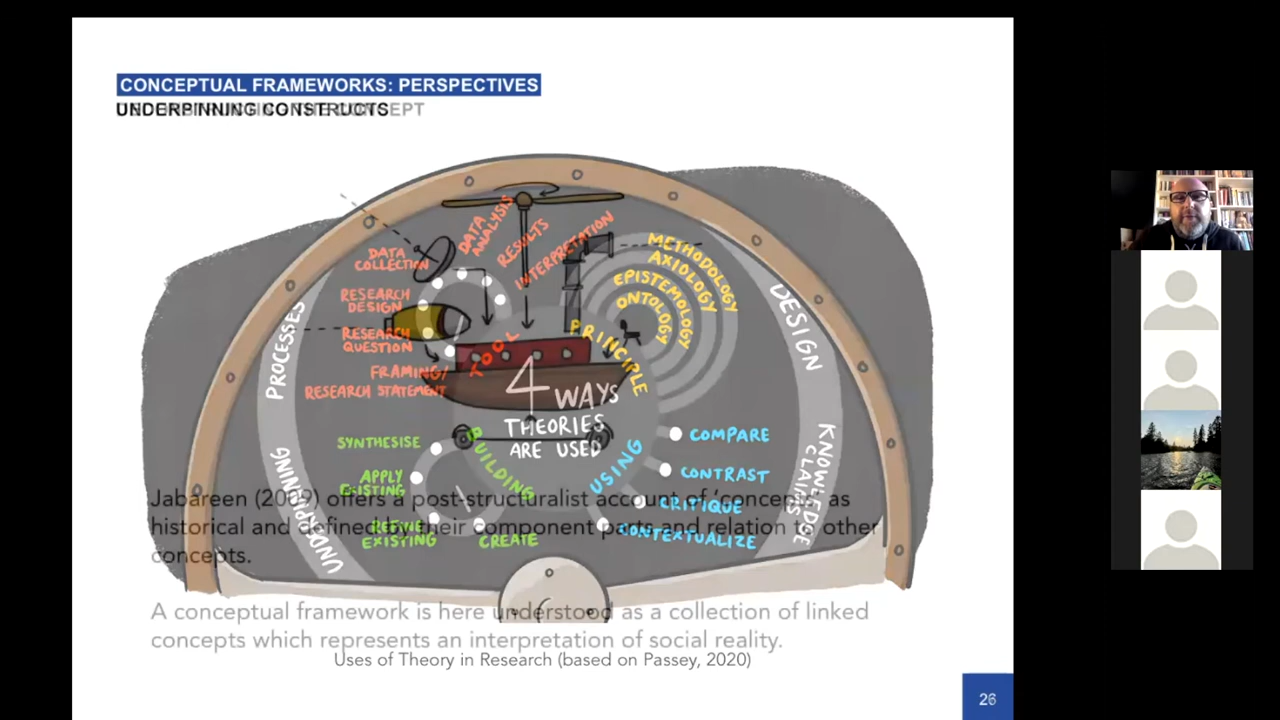 CONCEPTUAL FRAMEWORKS: PERSPECTIVES
UNDERPINNING CONSTRUCTS
DATA
COLLECTION
DATA
ANALYSIS
RESULTS
INTERPRETATION
RESEARCH
DESIGN
RESEARCH
QUESTION
FRAMING/
RESEARCH STATEMENT
TOOL
METHODOLOGY
AXIOLOGY
EPISTEMOLOGY
ONTOLOGY
PRINCIPLE
PROCESSES
DESIGN
4 WAYS
THEORIES
ARE USED
SYNTHESISE
APPLY
EXISTING
REFINE
EXISTING
CREATE
BUILDING
USING
COMPARE
CONTRAST
CRITIQUE
CONTEXTUALIZE
KNOWLEDGE
CLAIMS
Jabareen (2009) offers a post-structuralist account of 'concepts' as
historical and defined by their component parts and relation to other
concepts.
A conceptual framework is here understood as a collection of linked
concepts which represents an interpretation of social reality.
Uses of Theory in Research (based on Passey, 2020)
26